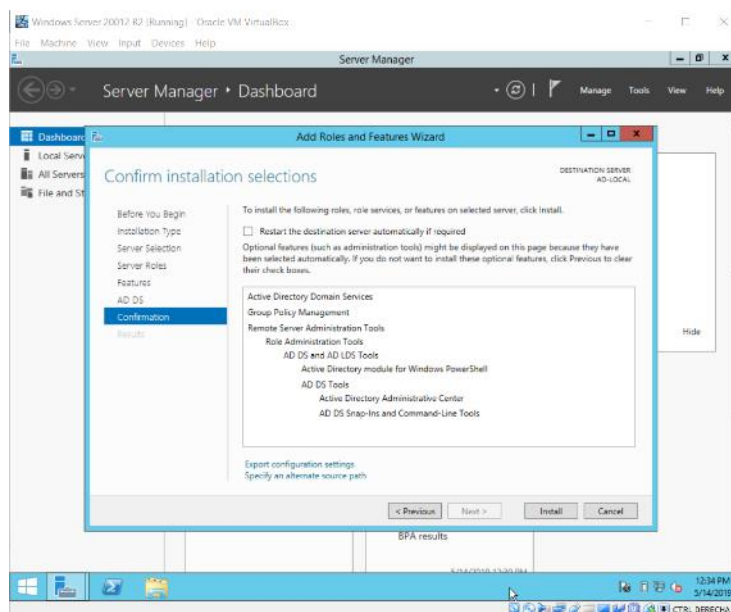 Windows Server 20012 R2 [Running] - Oracle VM VirtualBox
File Machine View Input Devices Help
Server Manager
Server Manager • Dashboard
Manage Tools View Help
Dashboar
Local Serv
All Servers
File and St
Add Roles and Features Wizard
Confirm installation selections
DESTINATION SERVER
AD-LOCAL
Before You Begin
Installation Type
Server Selection
Server Roles
Features
AD DS
Confirmation
Results
To install the following roles, role services, or features on selected server, click Install.
Restart the destination server automatically if required
Optional features (such as administration tools) might be displayed on this page because they have
been selected automatically. If you do not want to install these optional features, click Previous to clear
their check boxes.
Active Directory Domain Services
Group Policy Management
Remote Server Administration Tools
Role Administration Tools
AD DS and AD LDS Tools
Active Directory module for Windows PowerShell
AD DS Tools
Active Directory Administrative Center
AD DS Snap-Ins and Command-Line Tools
Export configuration settings
Specify an alternate source path
< Previous Next > Install Cancel
Hide
BPA results
5/14/2019 12:30 PM
12:34 PM
5/14/2019
CTRL DERECHA